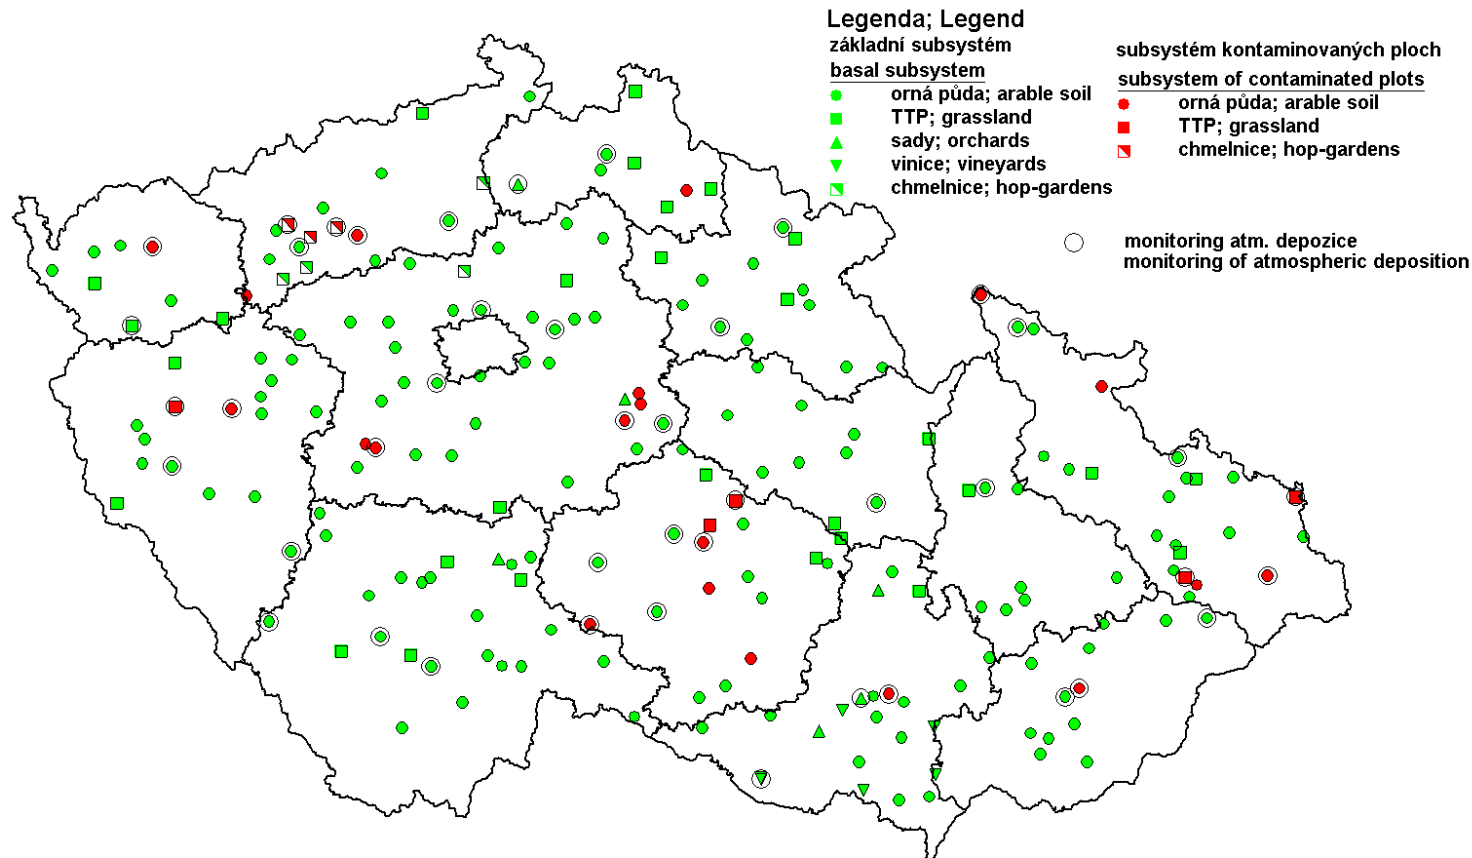 Legenda; Legend
základní subsystém
basal subsystem
orná půda; arable soil
TTP; grassland
sady; orchards
vinice; vineyards
chmelnice; hop-gardens
subsystém kontaminovaných ploch
subsystem of contaminated plots
orná půda; arable soil
TTP; grassland
chmelnice; hop-gardens
monitoring atm. depozice
monitoring of atmospheric deposition